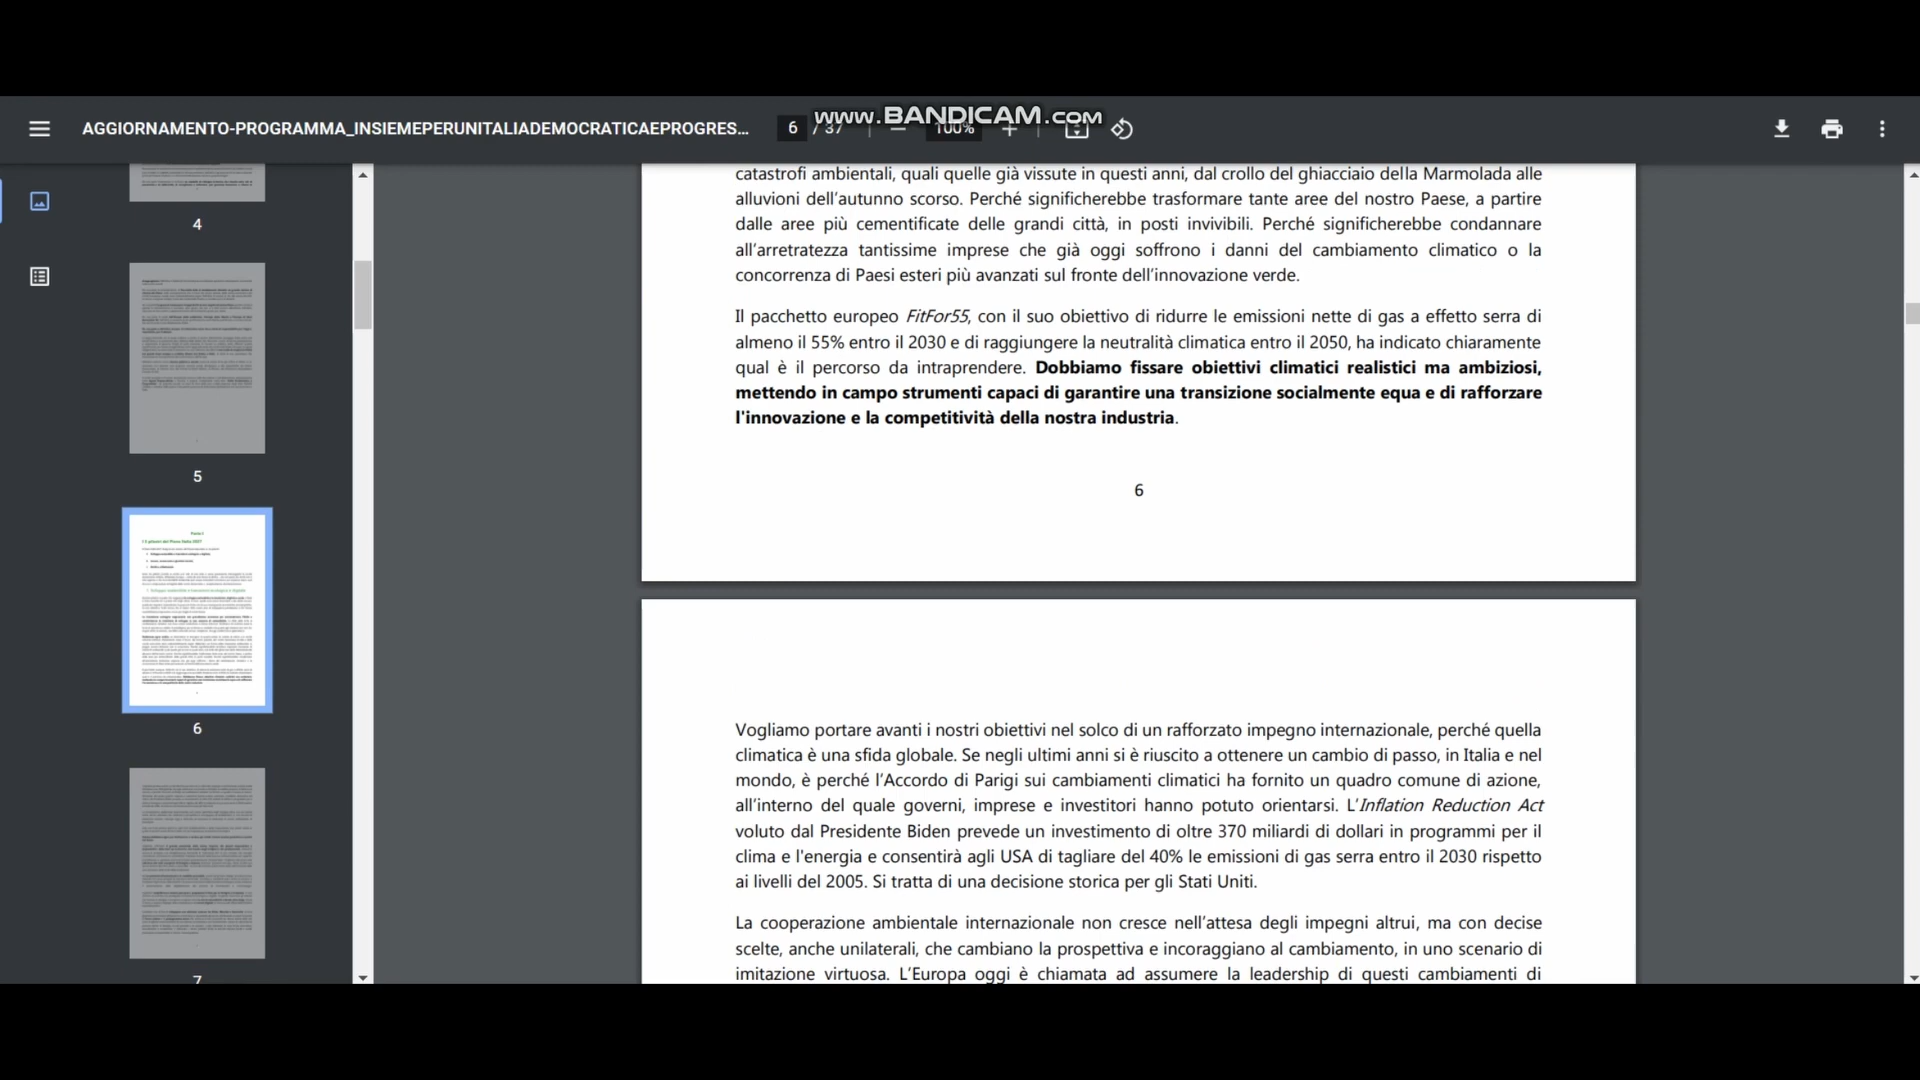 www.BANDICAM.com
AGGIORNAMENTO-PROGRAMMA_INSIEMEPERUNITALIADEMOCRATICAEPROGRES...
6 / 37
100%
4
5
6
7
catastrofi ambientali, quali quelle già vissute in questi anni, dal crollo del ghiacciaio della Marmolada alle
alluvioni dell'autunno scorso. Perché significherebbe trasformare tante aree del nostro Paese, a partire
dalle aree più cementificate delle grandi città, in posti invivibili. Perché significherebbe condannare
all'arretratezza tantissime imprese che già oggi soffrono i danni del cambiamento climatico o la
concorrenza di Paesi esteri più avanzati sul fronte dell'innovazione verde.
Il pacchetto europeo FitFor55, con il suo obiettivo di ridurre le emissioni nette di gas a effetto serra di
almeno il 55% entro il 2030 e di raggiungere la neutralità climatica entro il 2050, ha indicato chiaramente
qual è il percorso da intraprendere. Dobbiamo fissare obiettivi climatici realistici ma ambiziosi,
mettendo in campo strumenti capaci di garantire una transizione socialmente equa e di rafforzare
l'innovazione e la competitività della nostra industria.
6
Vogliamo portare avanti i nostri obiettivi nel solco di un rafforzato impegno internazionale, perché quella
climatica è una sfida globale. Se negli ultimi anni si è riuscito a ottenere un cambio di passo, in Italia e nel
mondo, è perché l'Accordo di Parigi sui cambiamenti climatici ha fornito un quadro comune di azione,
all'interno del quale governi, imprese e investitori hanno potuto orientarsi. L'Inflation Reduction Act
voluto dal Presidente Biden prevede un investimento di oltre 370 miliardi di dollari in programmi per il
clima e l'energia e consentirà agli USA di tagliare del 40% le emissioni di gas serra entro il 2030 rispetto
ai livelli del 2005. Si tratta di una decisione storica per gli Stati Uniti.
La cooperazione ambientale internazionale non cresce nell'attesa degli impegni altrui, ma con decise
scelte, anche unilaterali, che cambiano la prospettiva e incoraggiano al cambiamento, in uno scenario di
imitazione virtuosa. L'Europa oggi è chiamata ad assumere la leadership di questi cambiamenti di